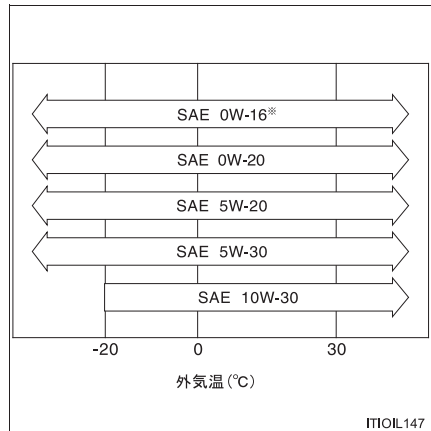 SAE 0W-16※
SAE 0W-20
SAE 5W-20
SAE 5W-30
SAE 10W-30
-20 0 30
外気温(℃)
ITIOIL147